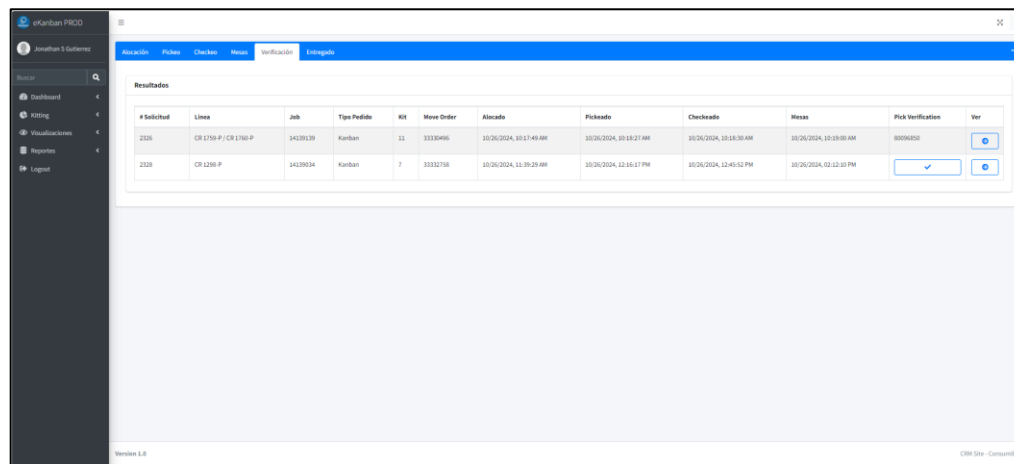 eKanban PROD
Jonathan S Gutierrez
Buscar
Dashboard
Kitting
Visualizaciones
Reportes
Logout
Alocación Pickeo Checkeo Mesas Verificación Entregado
Resultados
# Solicitud Linea Job Tipo Pedido Kit Move Order Alocado Pickeado Checkeado Mesas Pick Verification Ver
2326 CR 1759-P / CR 1760-P 14139139 Kanban 11 33330496 10/26/2024, 10:17:49 AM 10/26/2024, 10:18:27 AM 10/26/2024, 10:18:30 AM 10/26/2024, 10:19:00 AM 80096850
2328 CR 1298-P 14139034 Kanban 7 33332758 10/26/2024, 11:39:29 AM 10/26/2024, 12:16:17 PM 10/26/2024, 12:45:52 PM 10/26/2024, 02:12:10 PM
Version 1.0
CRM Site - Consumib